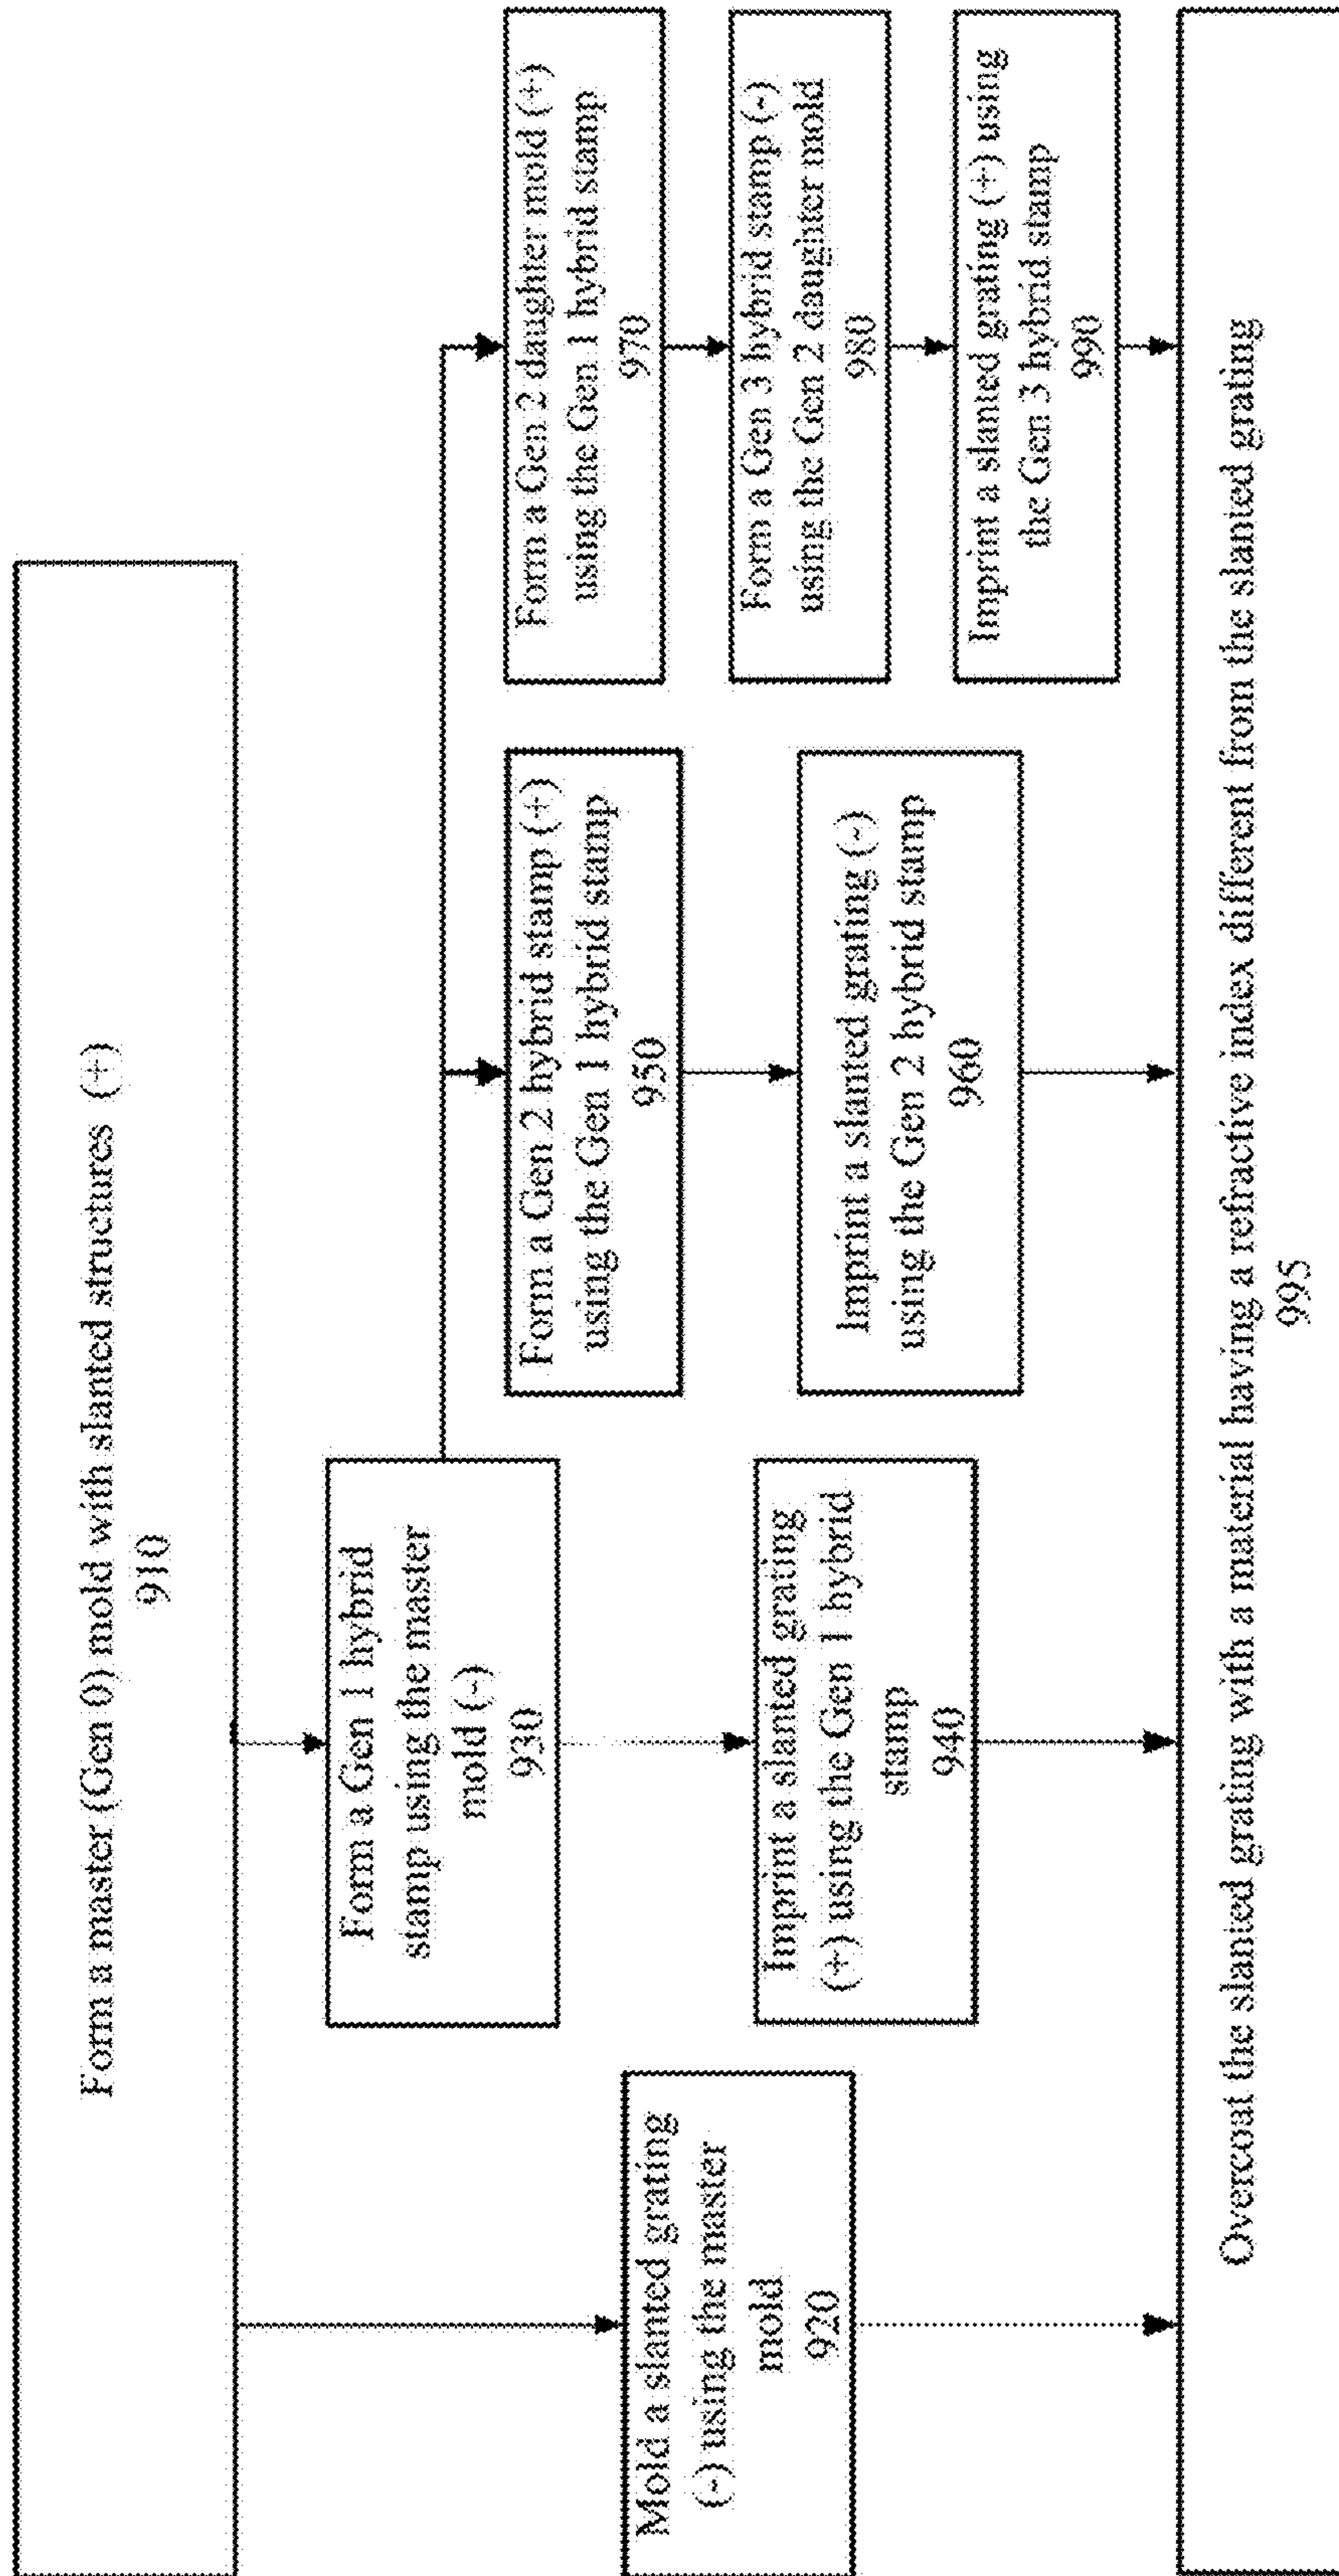 Form a master (Gen 0) mold with slanted structures (+)
910
Mold a slanted grating
(-) using the master
mold
920
Form a Gen 1 hybrid
stamp using the master
mold (-)
930
Imprint a slanted grating
(+) using the Gen 1 hybrid
stamp
940
Form a Gen 2 hybrid stamp (+)
using the Gen 1 hybrid stamp
950
Imprint a slanted grating (-)
using the Gen 2 hybrid stamp
960
Form a Gen 2 daughter mold (+)
using the Gen 1 hybrid stamp
970
Form a Gen 3 hybrid stamp (-)
using the Gen 2 daughter mold
980
Imprint a slanted grating (+) using
the Gen 3 hybrid stamp
990
Overcoat the slanted grating with a material having a refractive index different from the slanted grating
995